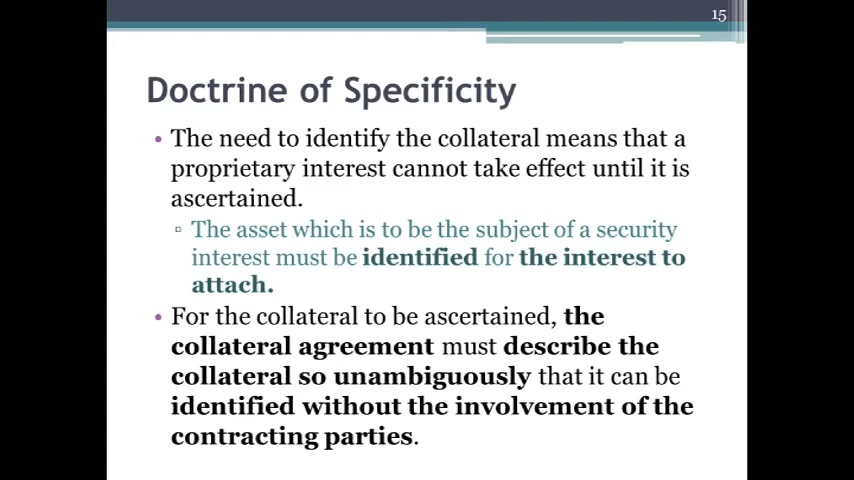 15
Doctrine of Specificity
• The need to identify the collateral means that a
proprietary interest cannot take effect until it is
ascertained.
▫ The asset which is to be the subject of a security
interest must be identified for the interest to
attach.
• For the collateral to be ascertained, the
collateral agreement must describe the
collateral so unambiguously that it can be
identified without the involvement of the
contracting parties.